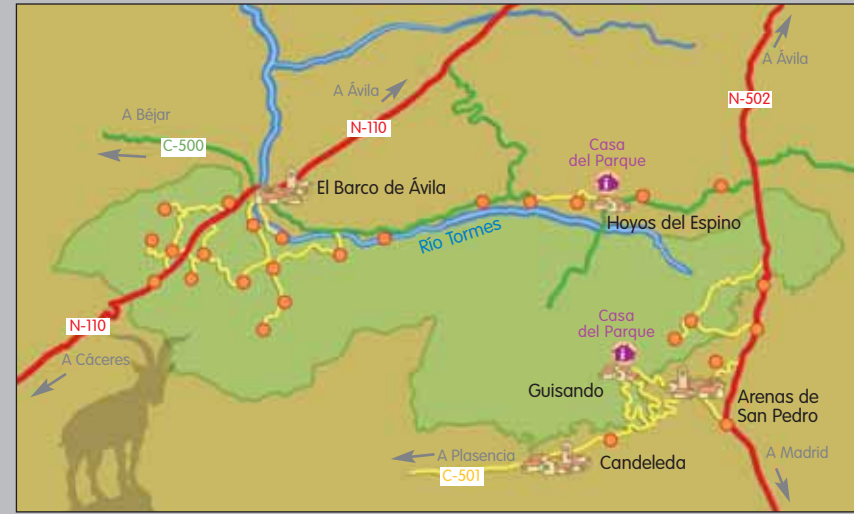 A Ávila
N-502
A Ávila
N-110
A Béjar
C-500
Casa
del Parque
i
El Barco de Ávila
Hoyos del Espino
Río Tormes
N-110
A Cáceres
Casa
del Parque
i
Guisando
Arenas de
San Pedro
A Plasencia
C-501
Candeleda
A Madrid